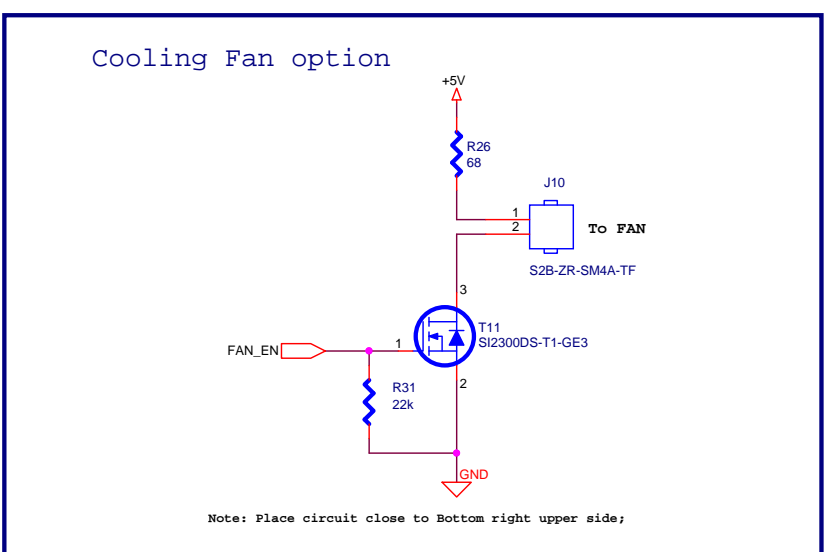 Cooling Fan option
+5V
R26
68
J10
1
2
To FAN
S2B-ZR-SM4A-TF
3
T11
SI2300DS-T1-GE3
FAN_EN
1
2
R31
22k
GND
Note: Place circuit close to Bottom right upper side;